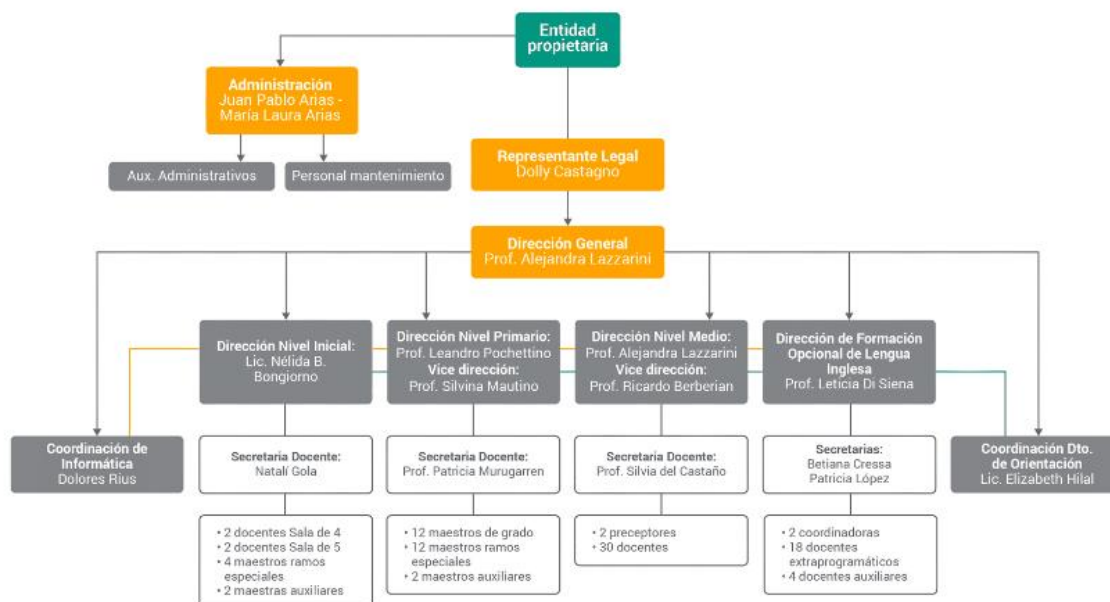 Entidad
propietaria
Administración
Juan Pablo Arias -
María Laura Arias
Aux. Administrativos
Personal mantenimiento
Representante Legal
Dolly Castagno
Dirección General
Prof. Alejandra Lazzarini
Dirección Nivel Inicial:
Lic. Nélida B.
Bongiorno
Dirección Nivel Primario:
Prof. Leandro Pochettino
Vice dirección:
Prof. Silvina Mautino
Dirección Nivel Medio:
Prof. Alejandra Lazzarini
Vice dirección:
Prof. Ricardo Berberian
Dirección de Formación
Opcional de Lengua
Inglesa
Prof. Leticia Di Siena
Coordinación de
Informática
Dolores Rius
Secretaria Docente:
Natalí Gola
Secretaria Docente:
Prof. Patricia Murugarren
Secretaria Docente:
Prof. Silvia del Castaño
Secretarias:
Betiana Cressa
Patricia López
Coordinación Dto.
de Orientación
Lic. Elizabeth Hilal
• 2 docentes Sala de 4
• 2 docentes Sala de 5
• 4 maestros ramos
especiales
• 2 maestras auxiliares
• 12 maestros de grado
• 12 maestros ramos
especiales
• 2 maestros auxiliares
• 2 preceptores
• 30 docentes
• 2 coordinadoras
• 18 docentes
extraprogramáticos
• 4 docentes auxiliares